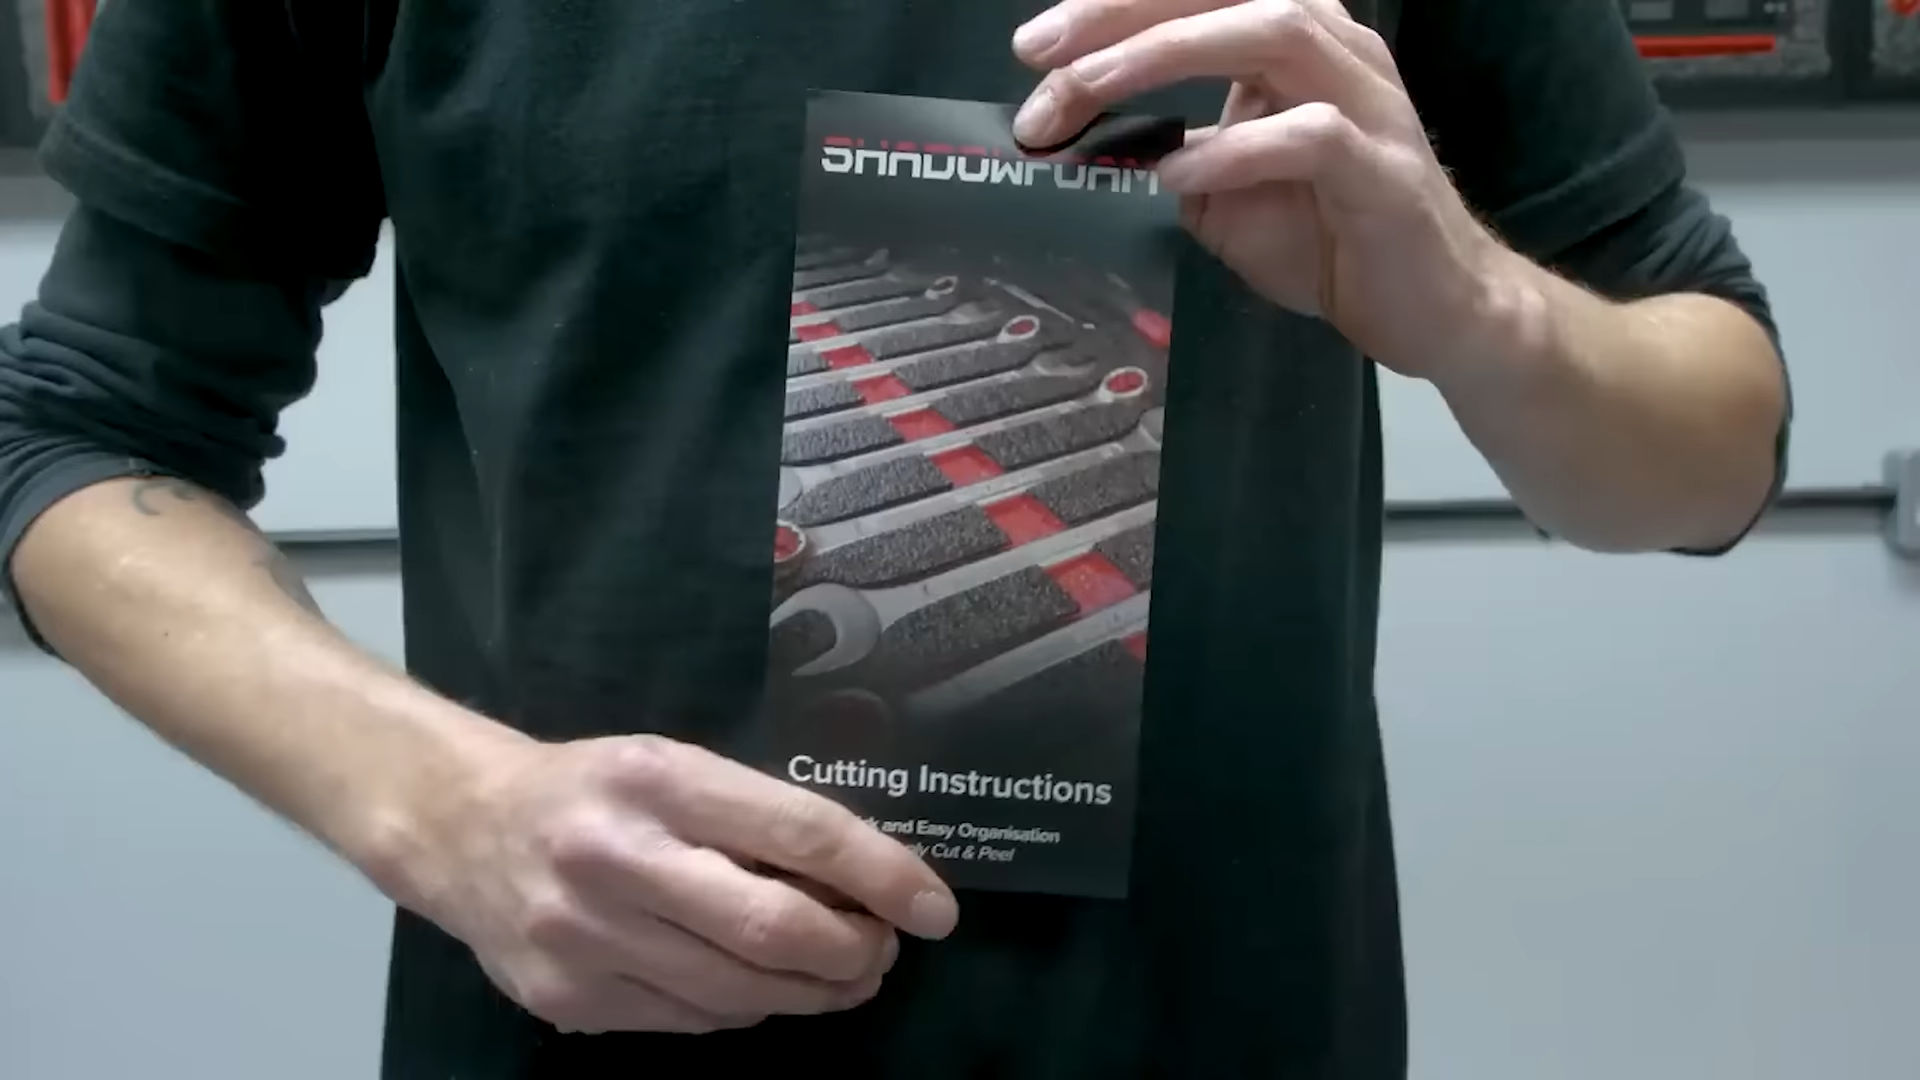 SHADOWFOAM
Cutting Instructions
and Easy Organisation
Cut & Peel